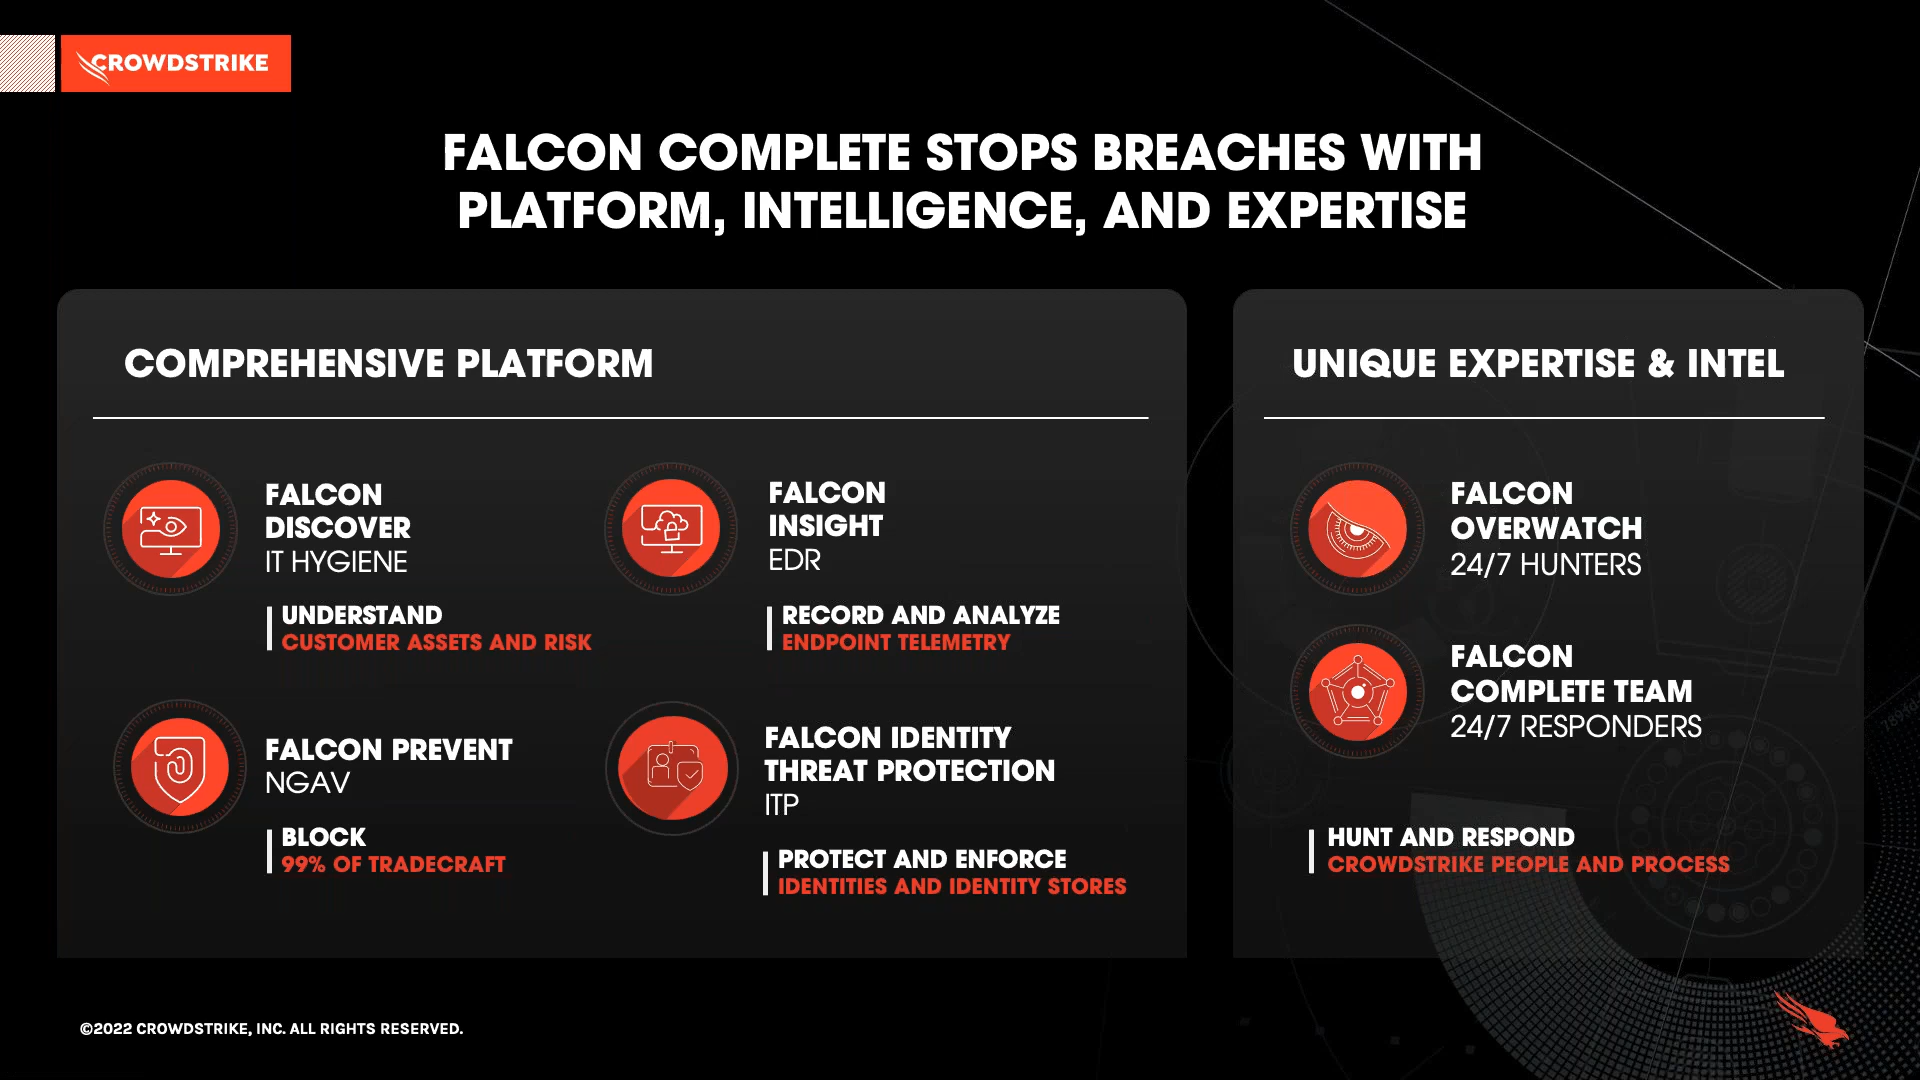 CROWDSTRIKE
FALCON COMPLETE STOPS BREACHES WITH
PLATFORM, INTELLIGENCE, AND EXPERTISE
COMPREHENSIVE PLATFORM
FALCON
DISCOVER
IT HYGIENE
UNDERSTAND
CUSTOMER ASSETS AND RISK
FALCON
INSIGHT
EDR
RECORD AND ANALYZE
ENDPOINT TELEMETRY
FALCON PREVENT
NGAV
BLOCK
99% OF TRADECRAFT
FALCON IDENTITY
THREAT PROTECTION
ITP
PROTECT AND ENFORCE
IDENTITIES AND IDENTITY STORES
UNIQUE EXPERTISE & INTEL
FALCON
OVERWATCH
24/7 HUNTERS
FALCON
COMPLETE TEAM
24/7 RESPONDERS
HUNT AND RESPOND
CROWDSTRIKE PEOPLE AND PROCESS
©2022 CROWDSTRIKE, INC. ALL RIGHTS RESERVED.